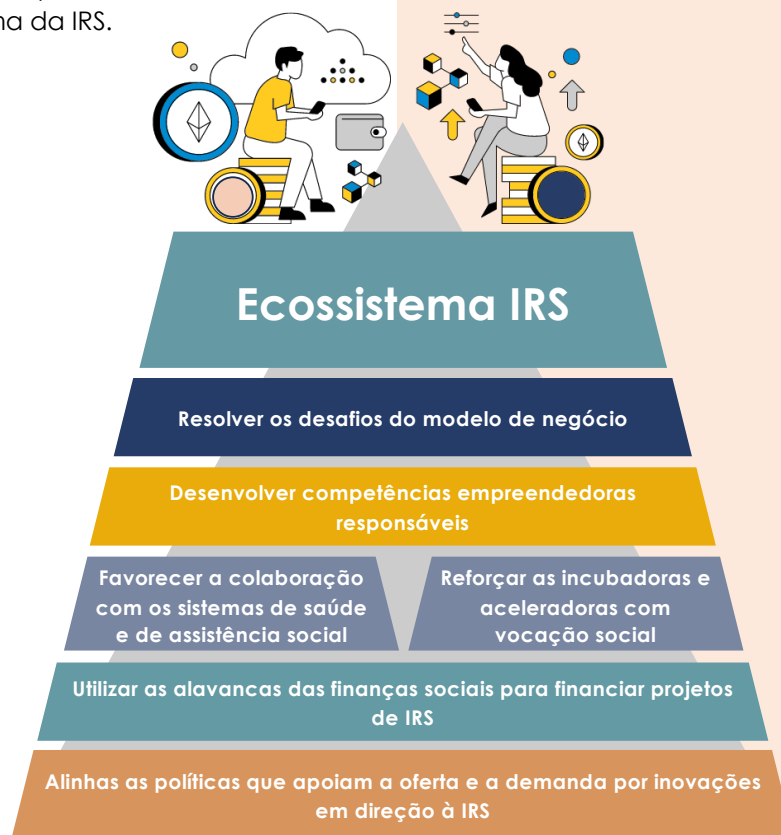 da IRS.
Ecossistema IRS
Resolver os desafios do modelo de negócio
Desenvolver competências empreendedoras
responsáveis
Favorecer a colaboração
com os sistemas de saúde
e de assistência social
Reforçar as incubadoras e
aceleradoras com
vocação social
Utilizar as alavancas das finanças sociais para financiar projetos
de IRS
Alinhas as políticas que apoiam a oferta e a demanda por inovações
em direção à IRS